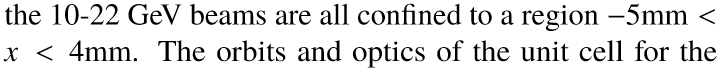 the 10-22 GeV beams are all confined to a region −5mm <
x < 4mm. The orbits and optics of the unit cell for the